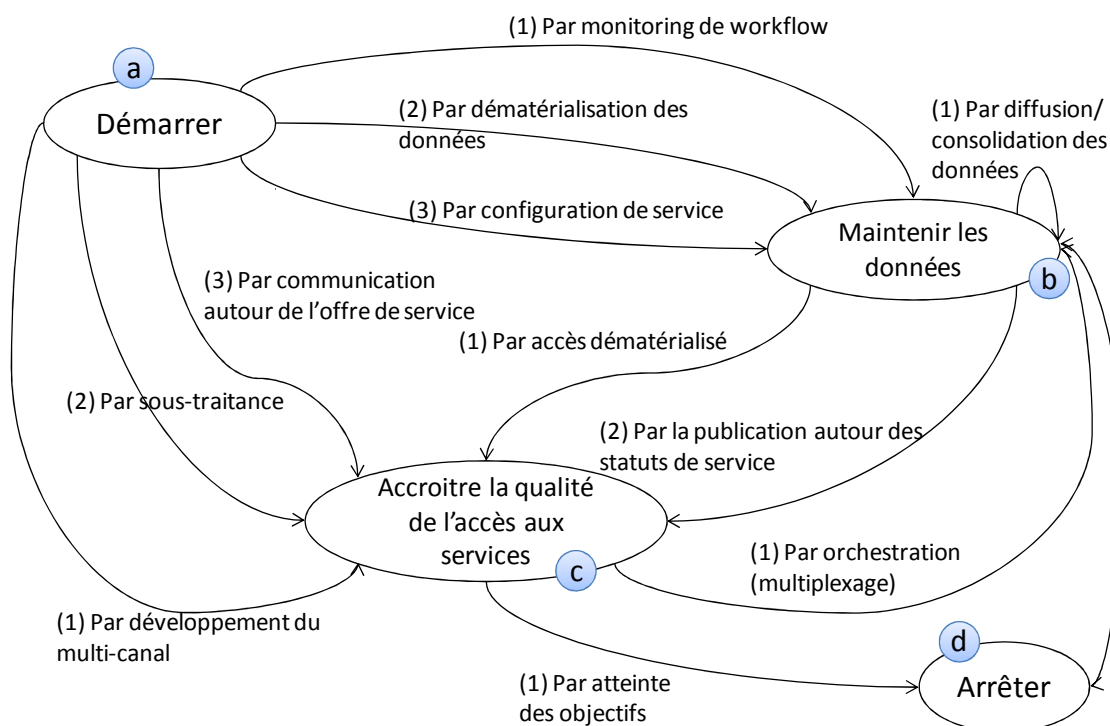 (1) Par monitoring de workflow
a
Démarrer
(2) Par dématérialisation des
données
(1) Par diffusion/
consolidation des
données
(3) Par configuration de service
Maintenir les
données
b
(3) Par communication
autour de l’offre de service
(1) Par accès dématérialisé
(2) Par sous-traitance
(2) Par la publication autour des
statuts de service
Accroitre la qualité
de l’accès aux
services
c
(1) Par orchestration
(multiplexage)
(1) Par développement du
multi-canal
d
Arrêter
(1) Par atteinte
des objectifs